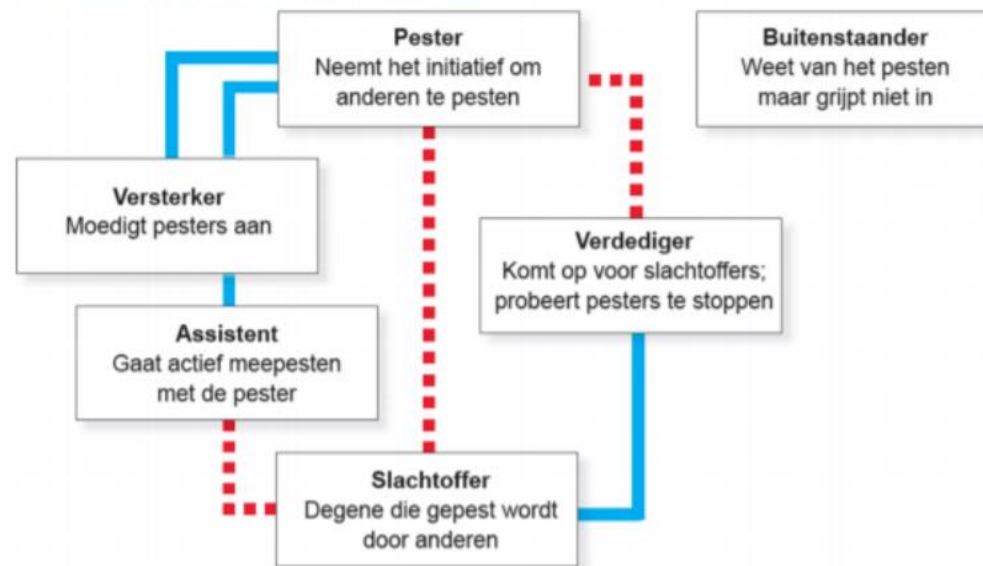 Pester
Neemt het initiatief om
anderen te pesten
Buitenstaander
Weet van het pesten
maar grijpt niet in
Versterker
Moedigt pesters aan
Verdediger
Komt op voor slachtoffers;
probeert pesters te stoppen
Assistent
Gaat actief meepesten
met de pester
Slachtoffer
Degene die gepest wordt
door anderen